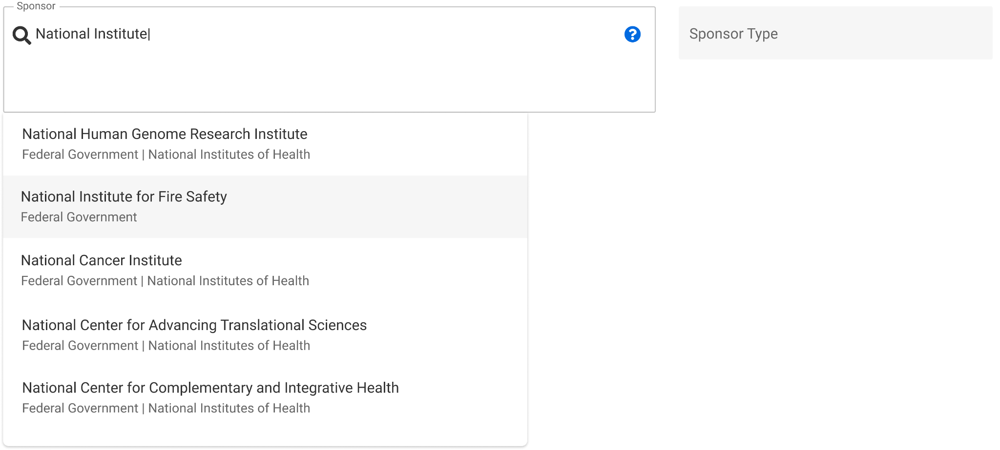 Sponsor
National Institute
Sponsor Type
National Human Genome Research Institute
Federal Government | National Institutes of Health
National Institute for Fire Safety
Federal Government
National Cancer Institute
Federal Government | National Institutes of Health
National Center for Advancing Translational Sciences
Federal Government | National Institutes of Health
National Center for Complementary and Integrative Health
Federal Government | National Institutes of Health